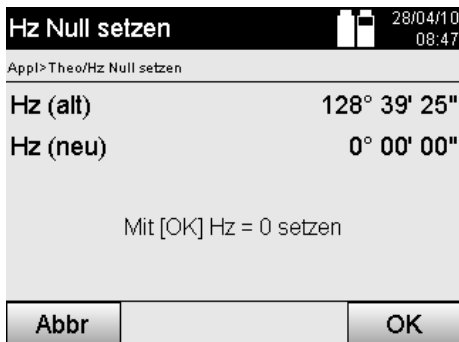 Hz Null setzen
28/04/10
08:47
Appl>Theo/Hz Null setzen
Hz (alt) 128° 39' 25"
Hz (neu) 0° 00' 00"
Mit [OK] Hz = 0 setzen
Abbr OK